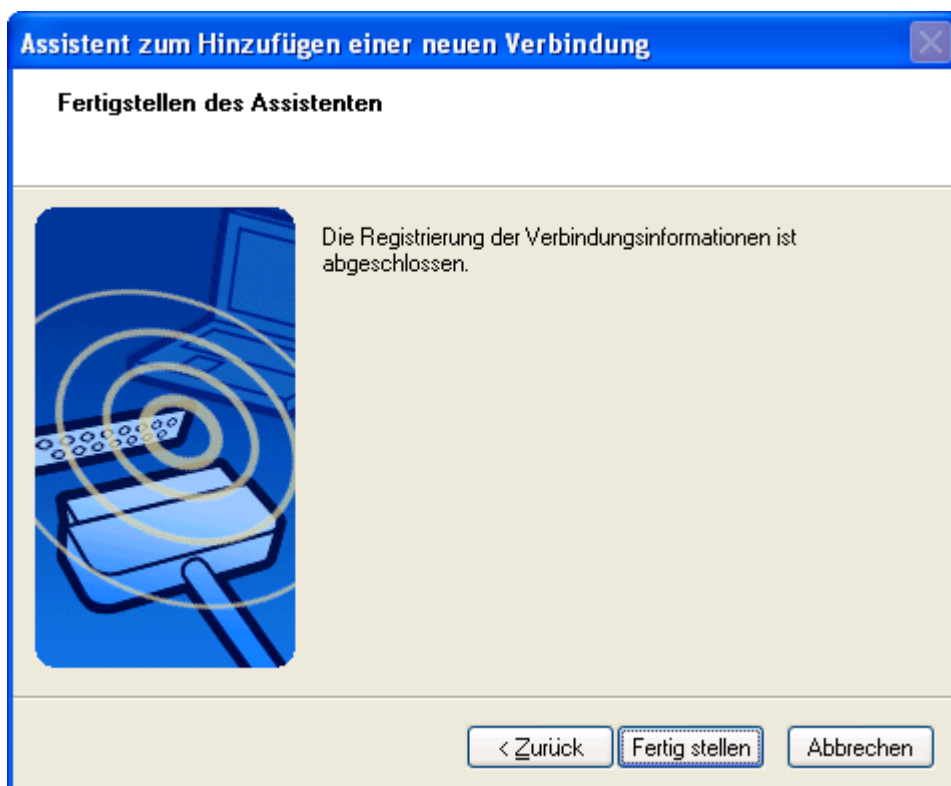 Assistent zum Hinzufügen einer neuen Verbindung
Fertigstellen des Assistenten
Die Registrierung der Verbindungsinformationen ist
abgeschlossen.
< Zurück
Fertig stellen
Abbrechen